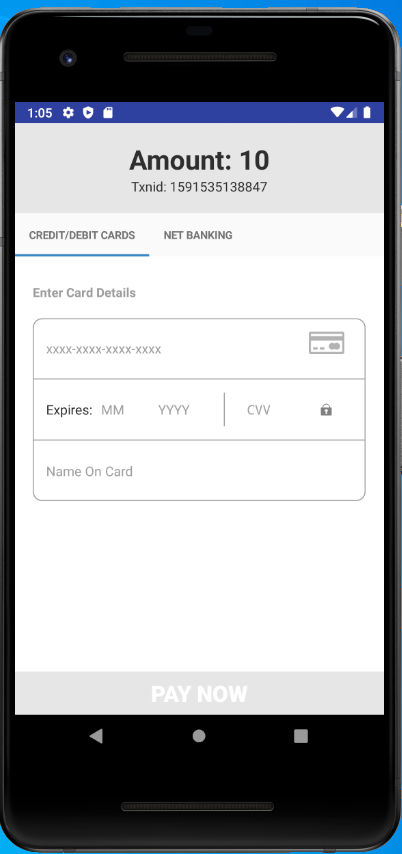 1:05
Amount: 10
Txnid: 1591535138847
CREDIT/DEBIT CARDS NET BANKING
Enter Card Details
xxxx-xxxx-xxxx-xxxx
Expires: MM YYYY CVV
Name On Card
PAY NOW